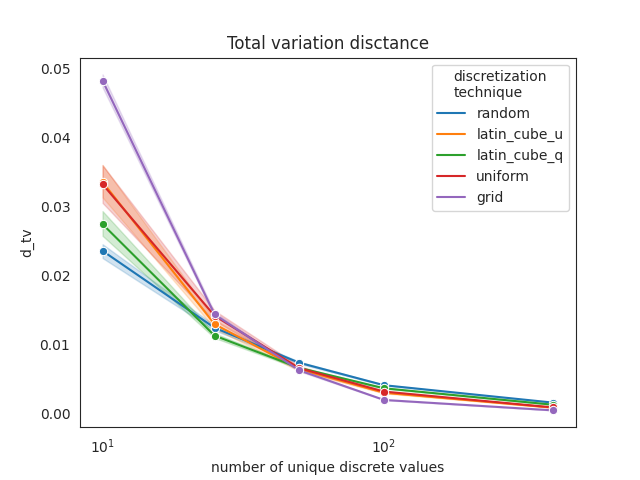 Total variation disctance
0.05
0.04
0.03
0.02
0.01
0.00
d_tv
discretization
technique
random
latin_cube_u
latin_cube_q
uniform
grid
10¹
10²
number of unique discrete values